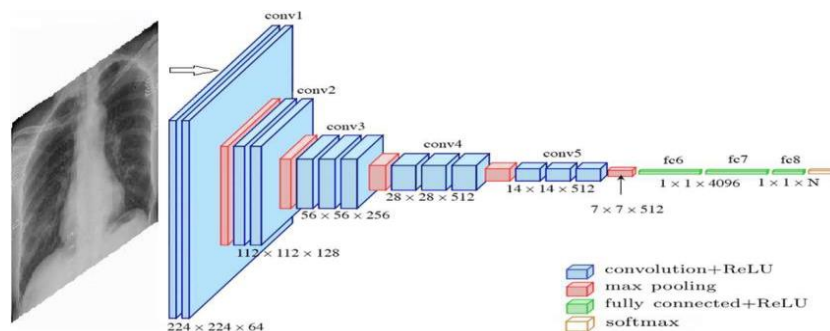 conv1
conv2
conv3
conv4
conv5
fc6
fc7
fc8
1 × 1 × 4096
1 × 1 × N
14 × 14 × 512
28 × 28 × 512
7 × 7 × 512
56 × 56 × 256
112 × 112 × 128
224 × 224 × 64
convolution+ReLU
max pooling
fully connected+ReLU
softmax